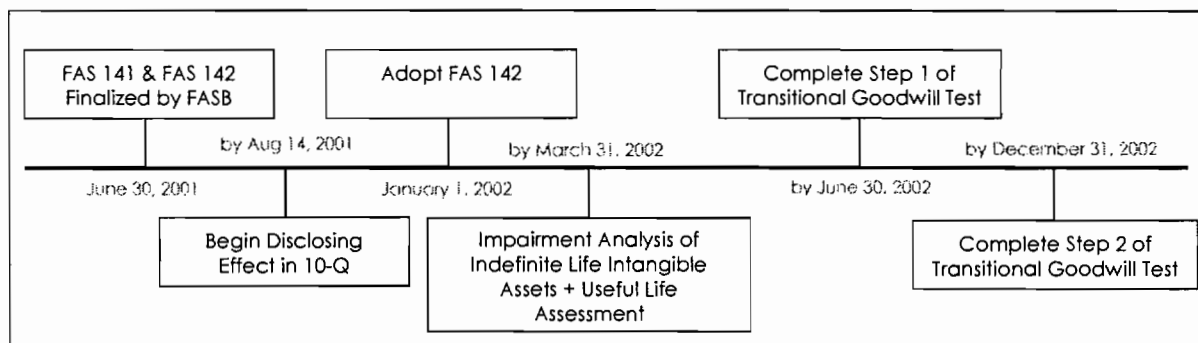 FAS 141 & FAS 142
Finalized by FASB
Adopt FAS 142
Complete Step 1 of
Transitional Goodwill Test
by Aug 14, 2001
by March 31, 2002
by December 31, 2002
June 30, 2001
January 1, 2002
by June 30, 2002
Begin Disclosing
Effect in 10-Q
Impairment Analysis of
Indefinite Life Intangible
Assets + Useful Life
Assessment
Complete Step 2 of
Transitional Goodwill Test